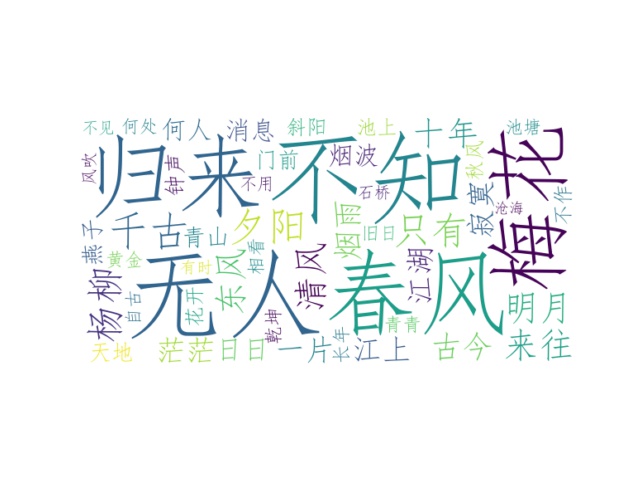 不见 何处 何人 消息 斜阳 池上 十年 池塘
风吹 钟声 归来 门前 不用 不知 烟波 石桥 秋风 寂寞 梅花 沧海 不作
燕子 千古 青山 夕阳 烟雨 旧日 只有
杨柳 黄金 有时 东风 相看 清风 江湖
自古 花开 无人 乾坤 春风 青青 明月
天地 茫茫 日日 一片 长年 江上 古今 来往